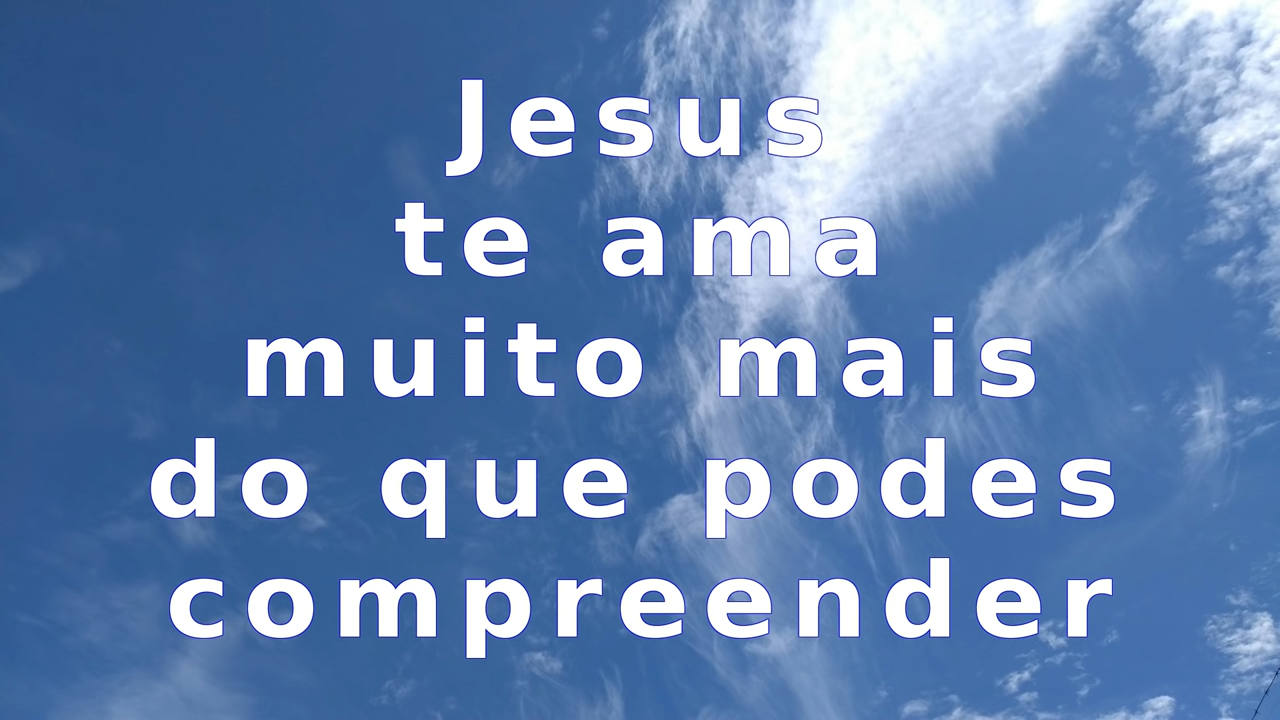 Jesus
te ama
muito mais
do que podes
compreender